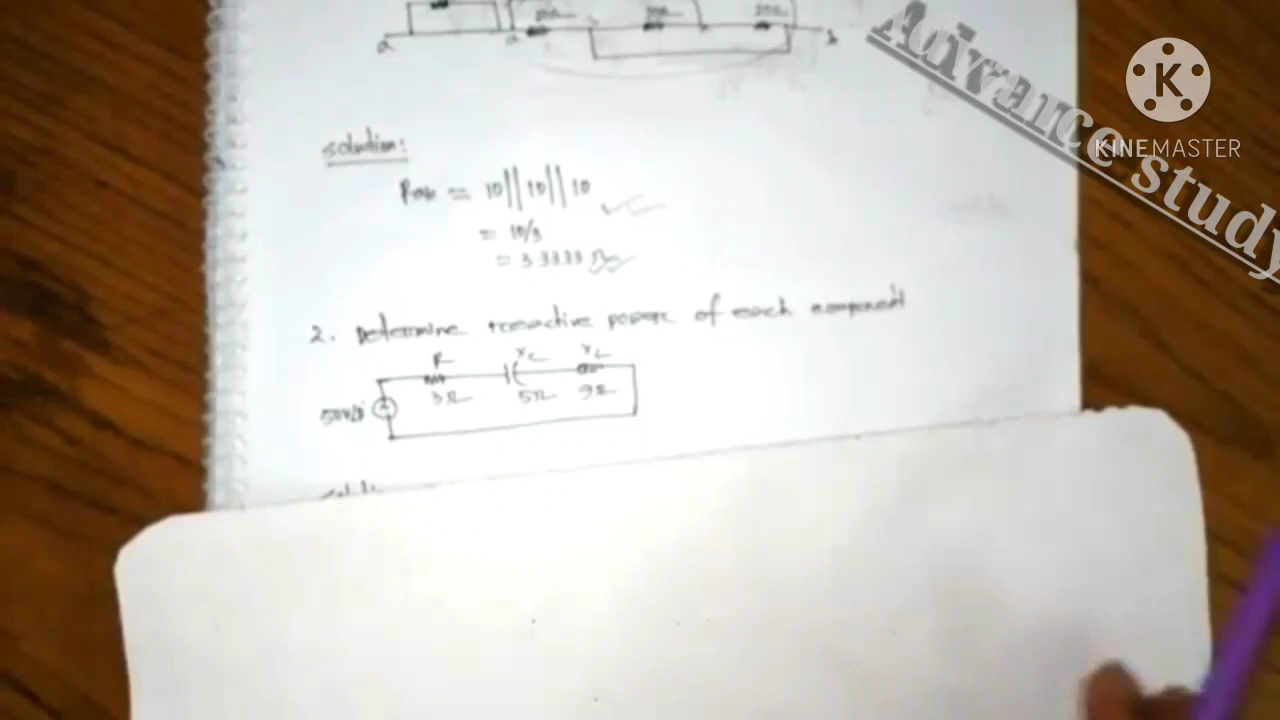 a
a
b
Advance study
KINEMASTER
solution:
Rab = 10||10||10
= 10/3
= 3.3333 Ω
2. Determine reactive power of each component
R
XC
XL
3Ω
5Ω
9Ω